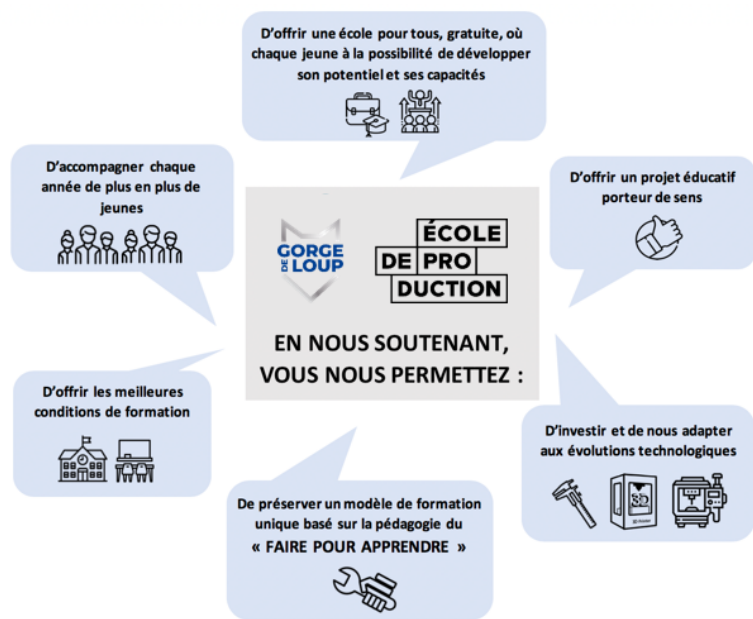 D'offrir une école pour tous, gratuite, où
chaque jeune à la possibilité de développer
son potentiel et ses capacités
D'accompagner chaque
année de plus en plus de
jeunes
D'offrir un projet éducatif
porteur de sens
GORGE
DE LOUP
ÉCOLE
DE PRO
DUCTION
EN NOUS SOUTENANT,
VOUS NOUS PERMETTEZ :
D'offrir les meilleures
conditions de formation
D'investir et de nous adapter
aux évolutions technologiques
3D
De préserver un modèle de formation
unique basé sur la pédagogie du
« FAIRE POUR APPRENDRE »